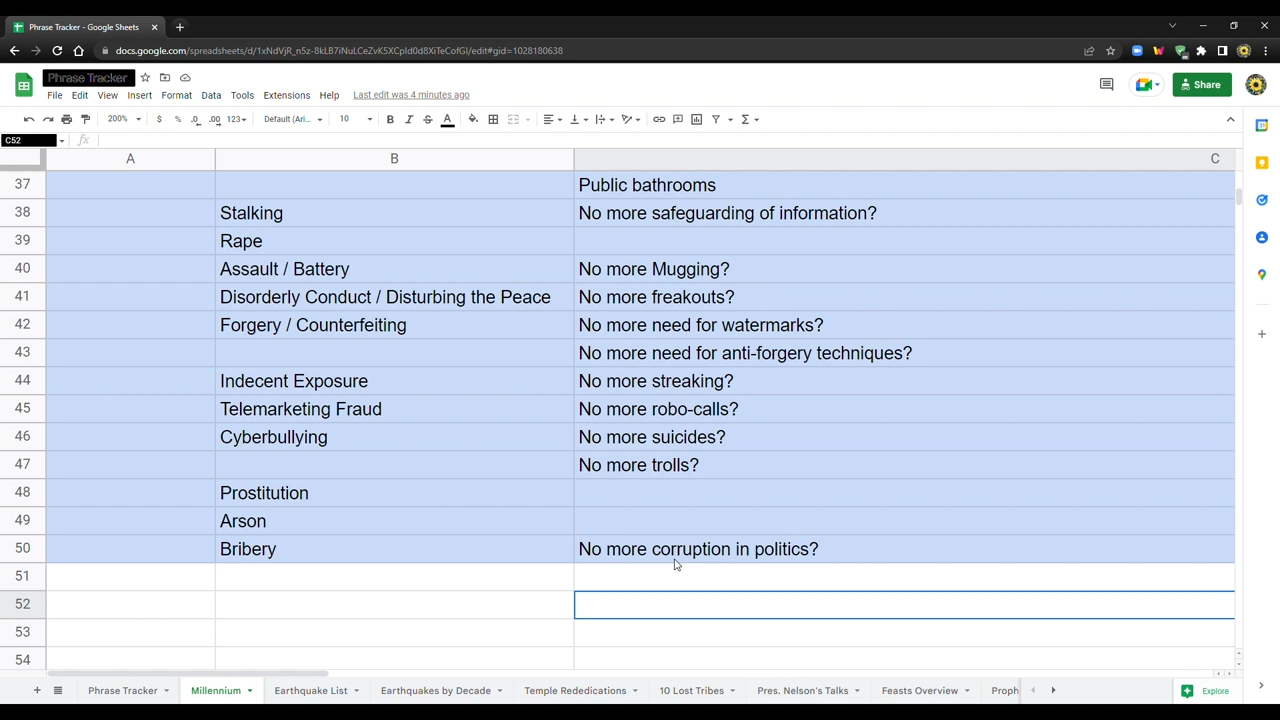 Phrase Tracker - Google Sheets
docs.google.com/spreadsheets/d/1xNdVjR_n5z-8kLB7iNuLCeZvK5XCpId0d8XiTeCofGI/edit#gid=1028180638
Phrase Tracker
File Edit View Insert Format Data Tools Extensions Help Last edit was 4 minutes ago
Share
200% $ % .0 .00 123 Default (Ari... 10 B I S A
C52 fx
A B C
37 Public bathrooms
38 Stalking No more safeguarding of information?
39 Rape
40 Assault / Battery No more Mugging?
41 Disorderly Conduct / Disturbing the Peace No more freakouts?
42 Forgery / Counterfeiting No more need for watermarks?
43 No more need for anti-forgery techniques?
44 Indecent Exposure No more streaking?
45 Telemarketing Fraud No more robo-calls?
46 Cyberbullying No more suicides?
47 No more trolls?
48 Prostitution
49 Arson
50 Bribery No more corruption in politics?
51
52
53
54
Phrase Tracker Millennium Earthquake List Earthquakes by Decade Temple Rededications 10 Lost Tribes Pres. Nelson's Talks Feasts Overview Proph Explore